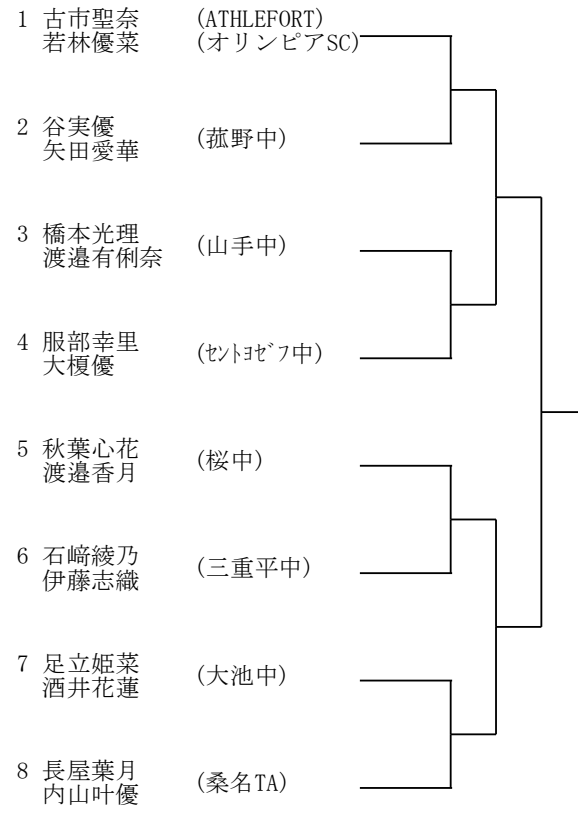 1 古市聖奈 (ATHLEFORT)
若林優菜 (オリンピアSC)
2 谷実優
矢田愛華 (菰野中)
3 橋本光理
渡邉有俐奈 (山手中)
4 服部幸里
大榎優 (ｾﾝﾄﾖｾﾞﾌ中)
5 秋葉心花
渡邉香月 (桜中)
6 石﨑綾乃
伊藤志織 (三重平中)
7 足立姫菜
酒井花蓮 (大池中)
8 長屋葉月
内山叶優 (桑名TA)